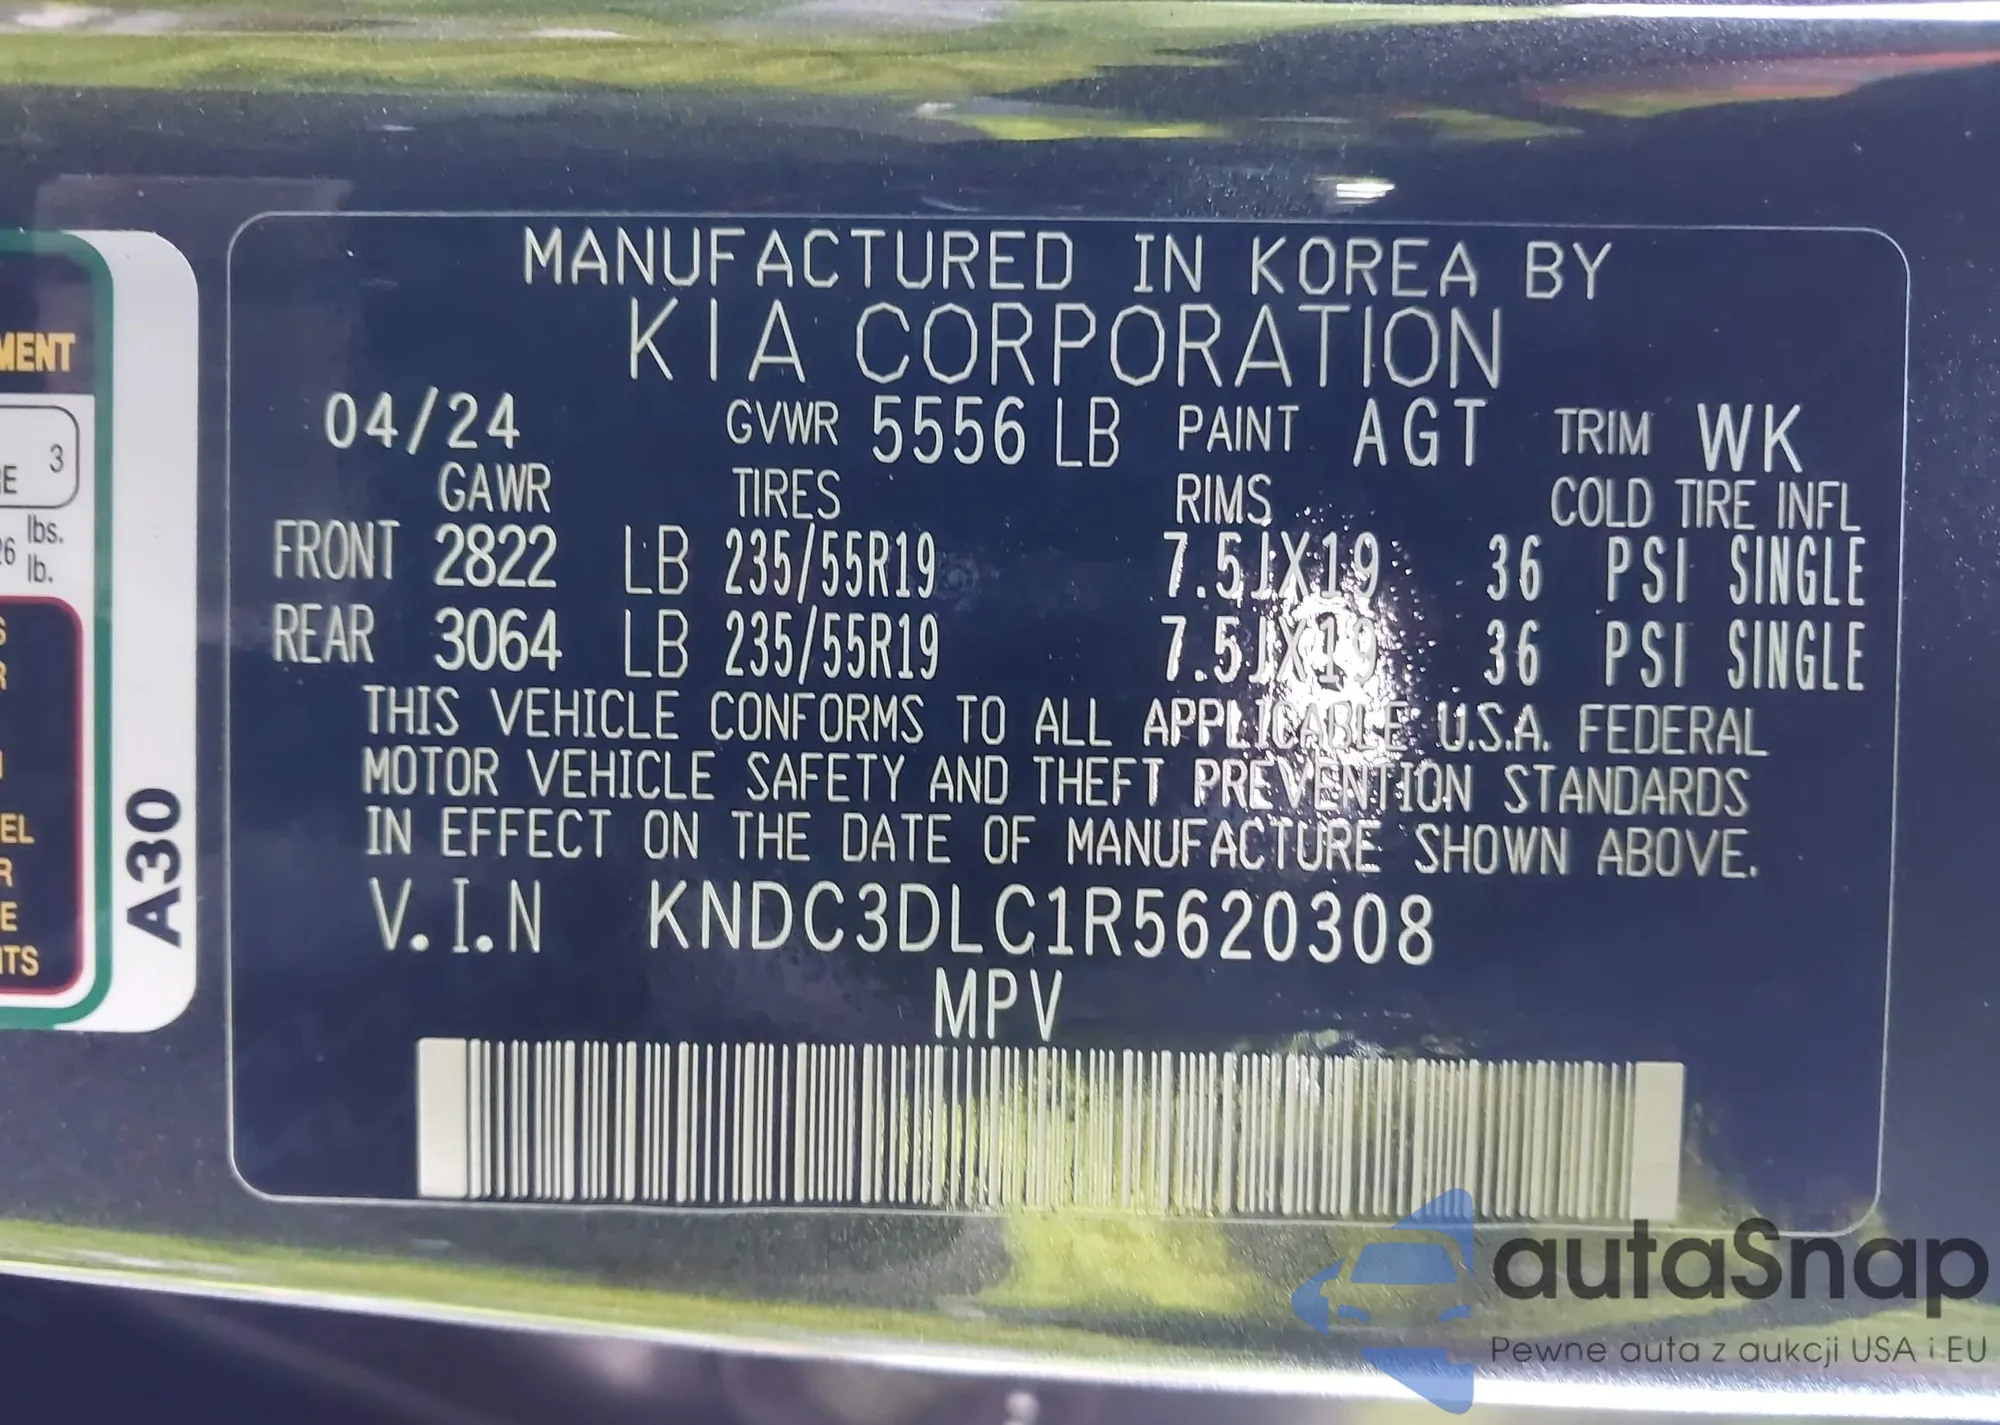 MANUFACTURED IN KOREA BY
KIA CORPORATION
04/24 GVWR 5556 LB PAINT AGT TRIM WK
GAWR TIRES RIMS COLD TIRE INFL
FRONT 2822 LB 235/55R19 7.5JX19 36 PSI SINGLE
REAR 3064 LB 235/55R19 7.5JX19 36 PSI SINGLE
THIS VEHICLE CONFORMS TO ALL APPLICABLE U.S.A. FEDERAL
MOTOR VEHICLE SAFETY AND THEFT PREVENTION STANDARDS
IN EFFECT ON THE DATE OF MANUFACTURE SHOWN ABOVE.
V.I.N KNDC3DLC1R5620308
MPV
A30
3
lbs.
lb.
autaSnap
Pewne auta z aukcji USA i EU